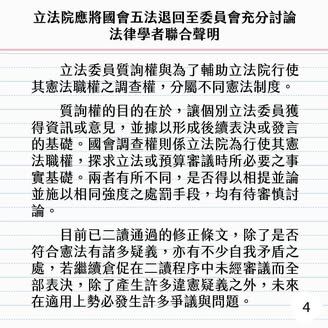 立法院應將國會五法退回至委員會充分討論
法律學者聯合聲明
立法委員質詢權與為了輔助立法院行使
其憲法職權之調查權，分屬不同憲法制度。
質詢權的目的在於，讓個別立法委員獲
得資訊或意見，並據以形成後續表決或發言
的基礎。國會調查權則係立法院為行使其憲
法職權，探求立法或預算審議時所必要之事
實基礎。兩者有所不同，是否得以相提並論
並施以相同強度之處罰手段，均有待審慎討
論。
目前已二讀通過的修正條文，除了是否
符合憲法有諸多疑義，亦有不少自我矛盾之
處，若繼續倉促在二讀程序中未經審議而全
部表決，除了產生許多違憲疑義之外，未來
在適用上勢必發生許多爭議與問題。
4